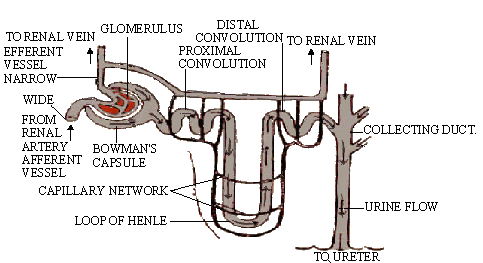 GLOMERULUS
DISTAL
CONVOLUTION
TO RENAL VEIN
EFFERENT
VESSEL
NARROW
PROXIMAL
CONVOLUTION
TO RENAL VEIN
WIDE
FROM
RENAL
ARTERY
AFFERENT
VESSEL
BOWMAN'S
CAPSULE
COLLECTING DUCT.
CAPILLARY NETWORK
LOOP OF HENLE
URINE FLOW
TO URETER